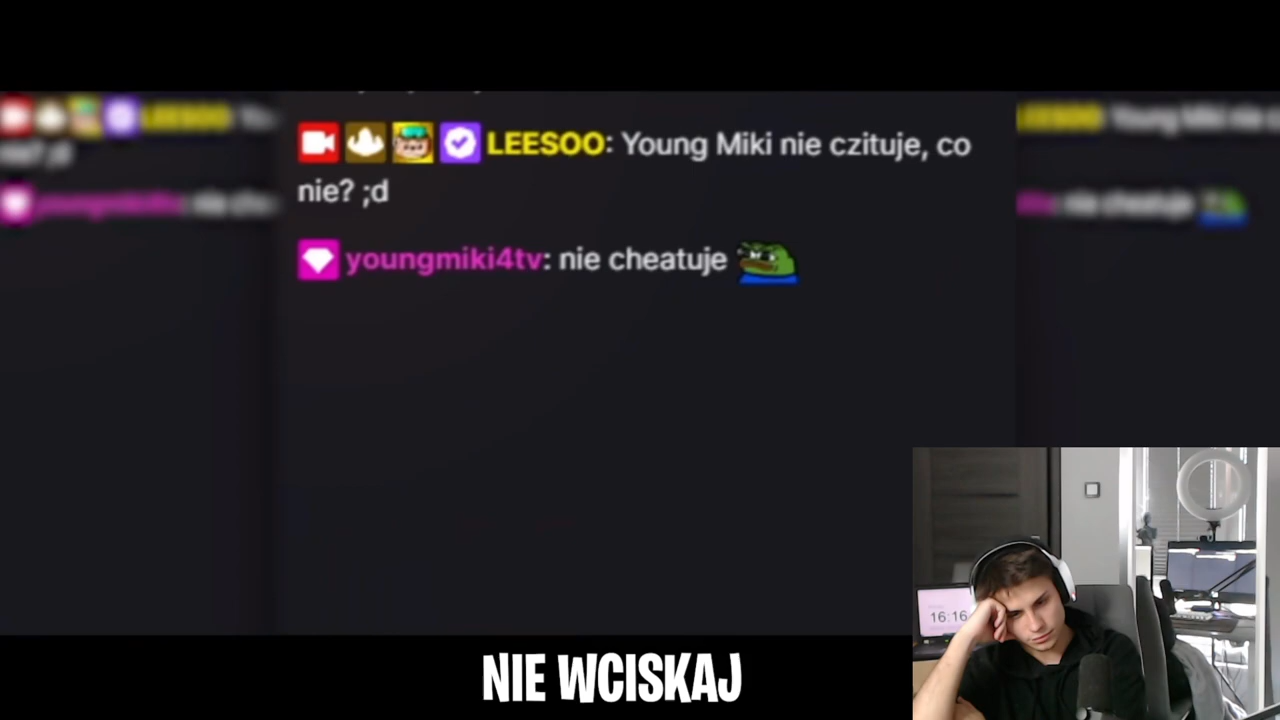 LEESOO: Young Miki nie czituje, co
nie? ;d
youngmiki4tv: nie cheatuje
16:16
NIE WCISKAJ